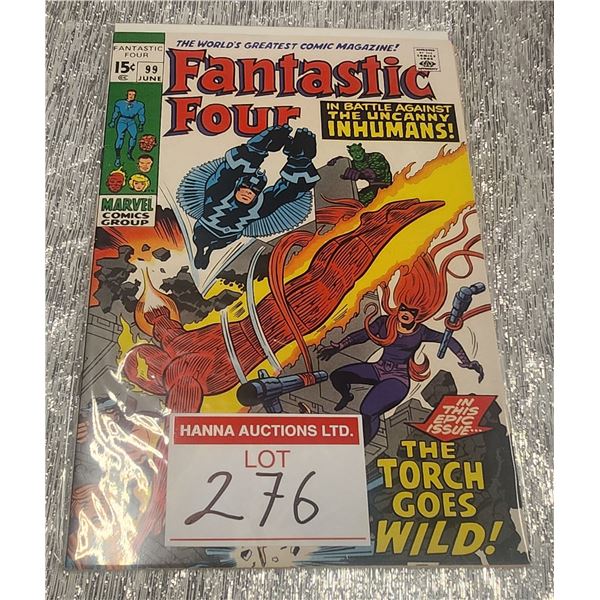 THE WORLD'S GREATEST COMIC MAGAZINE!
FANTASTIC
FOUR
15¢
99
JUNE
Fantastic
Four
IN BATTLE AGAINST
THE UNCANNY
INHUMANS!
MARVEL
COMICS
GROUP
IN
THIS
EPIC
ISSUE...
THE
TORCH
GOES
WILD!
HANNA AUCTIONS LTD.
LOT
276